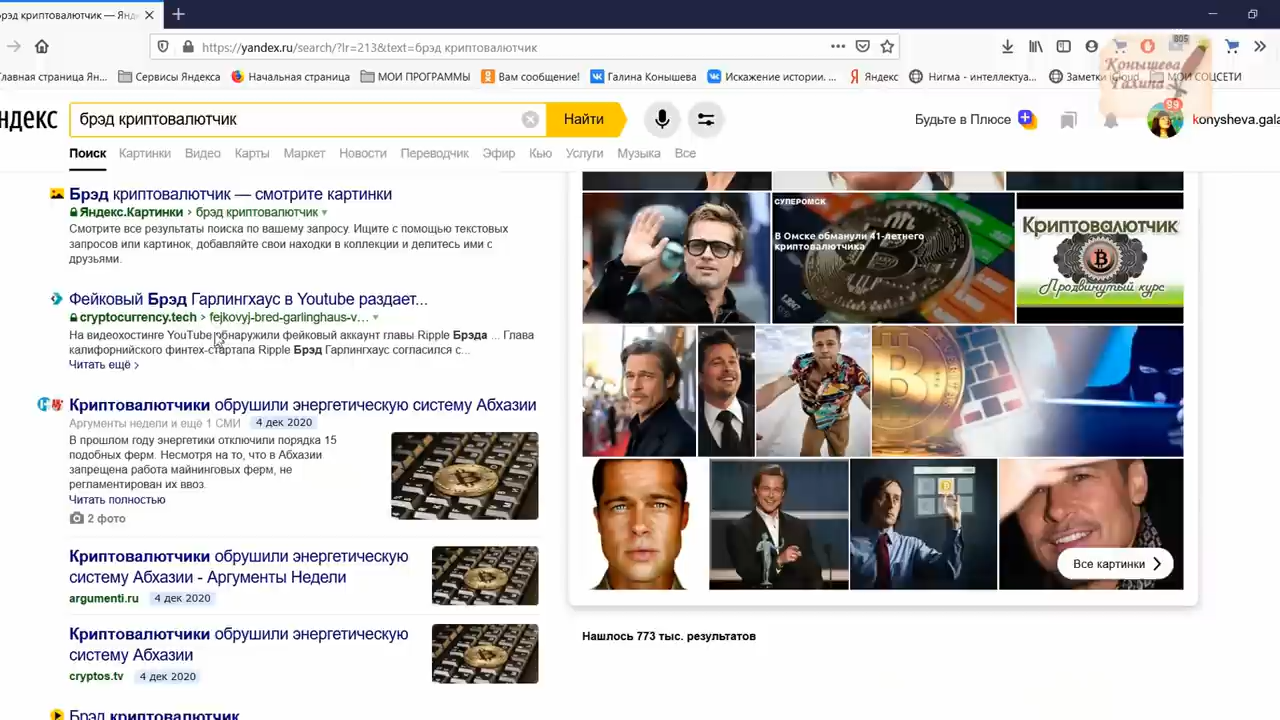 брэд криптовалютчик — Янд
https://yandex.ru/search/?lr=213&text=брэд криптовалютчик
лавная страница Ян...
Сервисы Яндекса
Начальная страница
МОИ ПРОГРАММЫ
Вам сообщение!
Галина Конышева
Искажение истории. ...
Яндекс
Нигма - интеллектуа...
Заметки iCloud
МОИ СОЦСЕТИ
805
Конышева
Галина
ндекс
брэд криптовалютчик
Найти
Будьте в Плюсе
99
konysheva.gala
Поиск
Картинки
Видео
Карты
Маркет
Новости
Переводчик
Эфир
Кью
Услуги
Музыка
Все
Брэд криптовалютчик — смотрите картинки
Яндекс.Картинки › брэд криптовалютчик
Смотрите все результаты поиска по вашему запросу. Ищите с помощью текстовых
запросов или картинок, добавляйте свои находки в коллекции и делитесь ими с
друзьями.
Фейковый Брэд Гарлингхаус в Youtube раздает...
cryptocurrency.tech › fejkovyj-bred-garlinghaus-v...
На видеохостинге YouTube обнаружили фейковый аккаунт главы Ripple Брэда ... Глава
калифорнийского финтех-стартапа Ripple Брэд Гарлингхаус согласился с...
Читать ещё ›
Криптовалютчики обрушили энергетическую систему Абхазии
Аргументы недели и ещё 1 СМИ
4 дек 2020
В прошлом году энергетики отключили порядка 15
подобных ферм. Несмотря на то, что в Абхазии
запрещена работа майнинговых ферм, не
регламентирован их ввоз.
Читать полностью
2 фото
Криптовалютчики обрушили энергетическую
систему Абхазии - Аргументы Недели
argumenti.ru
4 дек 2020
Криптовалютчики обрушили энергетическую
систему Абхазии
cryptos.tv
4 дек 2020
Брэд криптовалютчик
СУПЕРОМСК
В Омске обманули 41-летнего
криптовалютчика
Криптовалютчик
Продвинутый курс
Все картинки
Нашлось 773 тыс. результатов